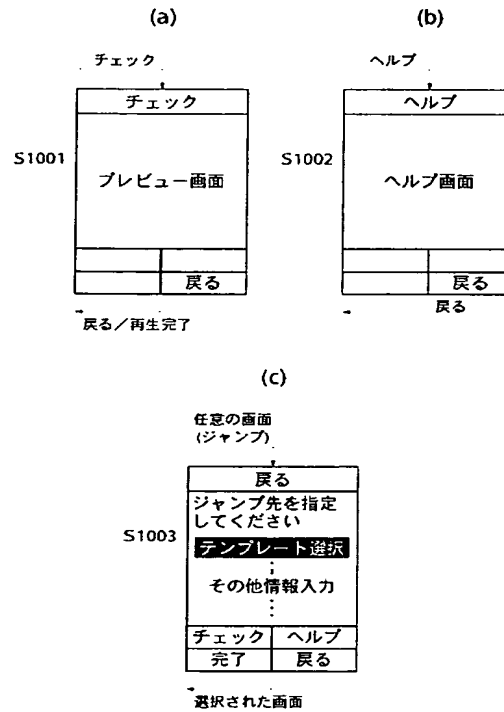 (a)
チェック
チェック
S1001
プレビュー画面
戻る
戻る/再生完了
(b)
ヘルプ
ヘルプ
S1002
ヘルプ画面
戻る
戻る
(c)
任意の画面
(ジャンプ)
戻る
S1003
ジャンプ先を指定
してください
テンプレート選択
その他情報入力
チェック ヘルプ
完了 戻る
選択された画面